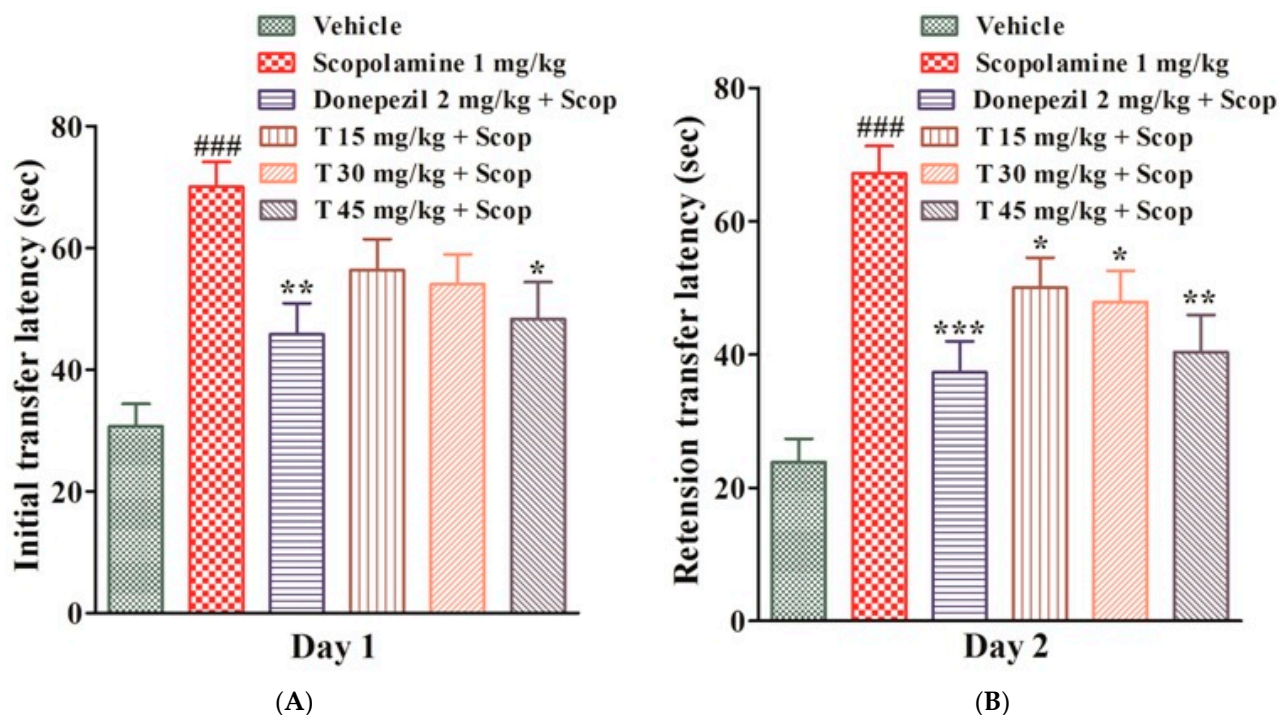 Vehicle
Scopolamine 1 mg/kg
Donepezil 2 mg/kg + Scop
T 15 mg/kg + Scop
T 30 mg/kg + Scop
T 45 mg/kg + Scop
Initial transfer latency (sec)
80
60
40
20
0
###
**
*
Day 1
(A)
Vehicle
Scopolamine 1 mg/kg
Donepezil 2 mg/kg + Scop
T 15 mg/kg + Scop
T 30 mg/kg + Scop
T 45 mg/kg + Scop
Retension transfer latency (sec)
80
60
40
20
0
###
***
*
*
**
Day 2
(B)